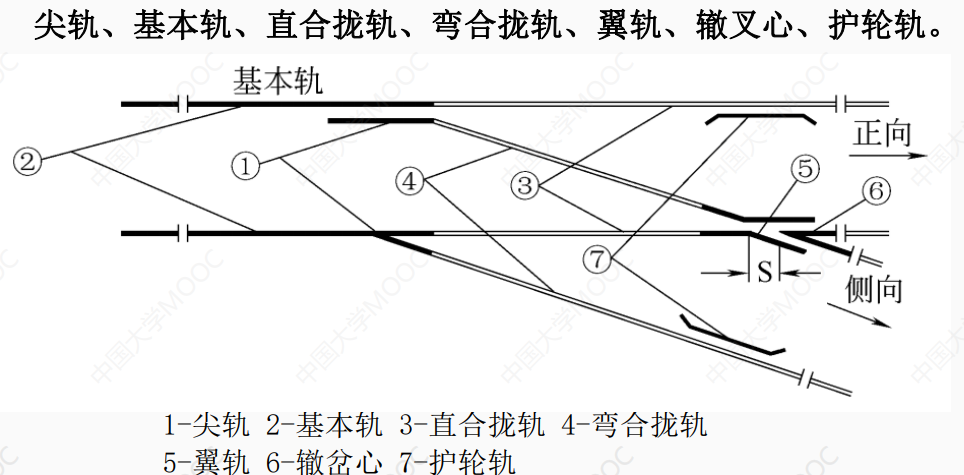 尖轨、基本轨、直合拢轨、弯合拢轨、翼轨、辙叉心、护轮轨。
基本轨
正向
②
①
④
③
⑤
⑥
⑦
S
侧向
1-尖轨 2-基本轨 3-直合拢轨 4-弯合拢轨
5-翼轨 6-辙岔心 7-护轮轨
中国大学MOOC